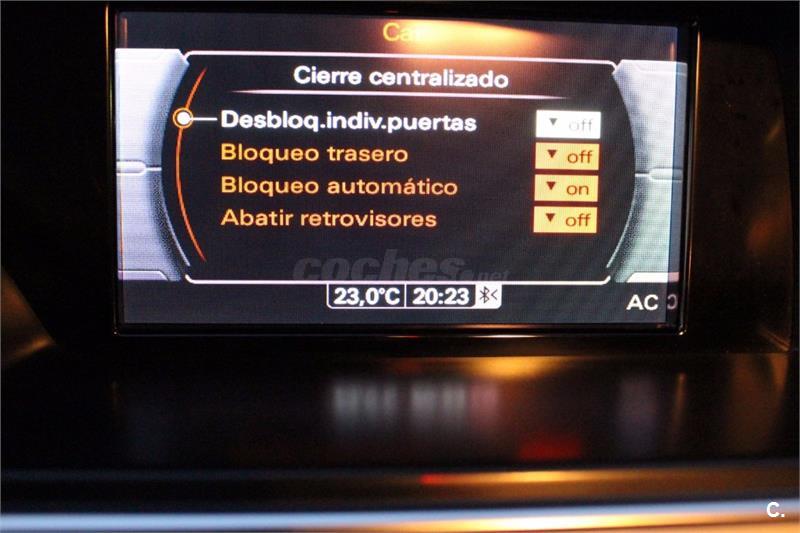 Cierre centralizado
Desbloq.indiv.puertas off
Bloqueo trasero off
Bloqueo automático on
Abatir retrovisores off
coches.net
23,0°C 20:23
AC
C.